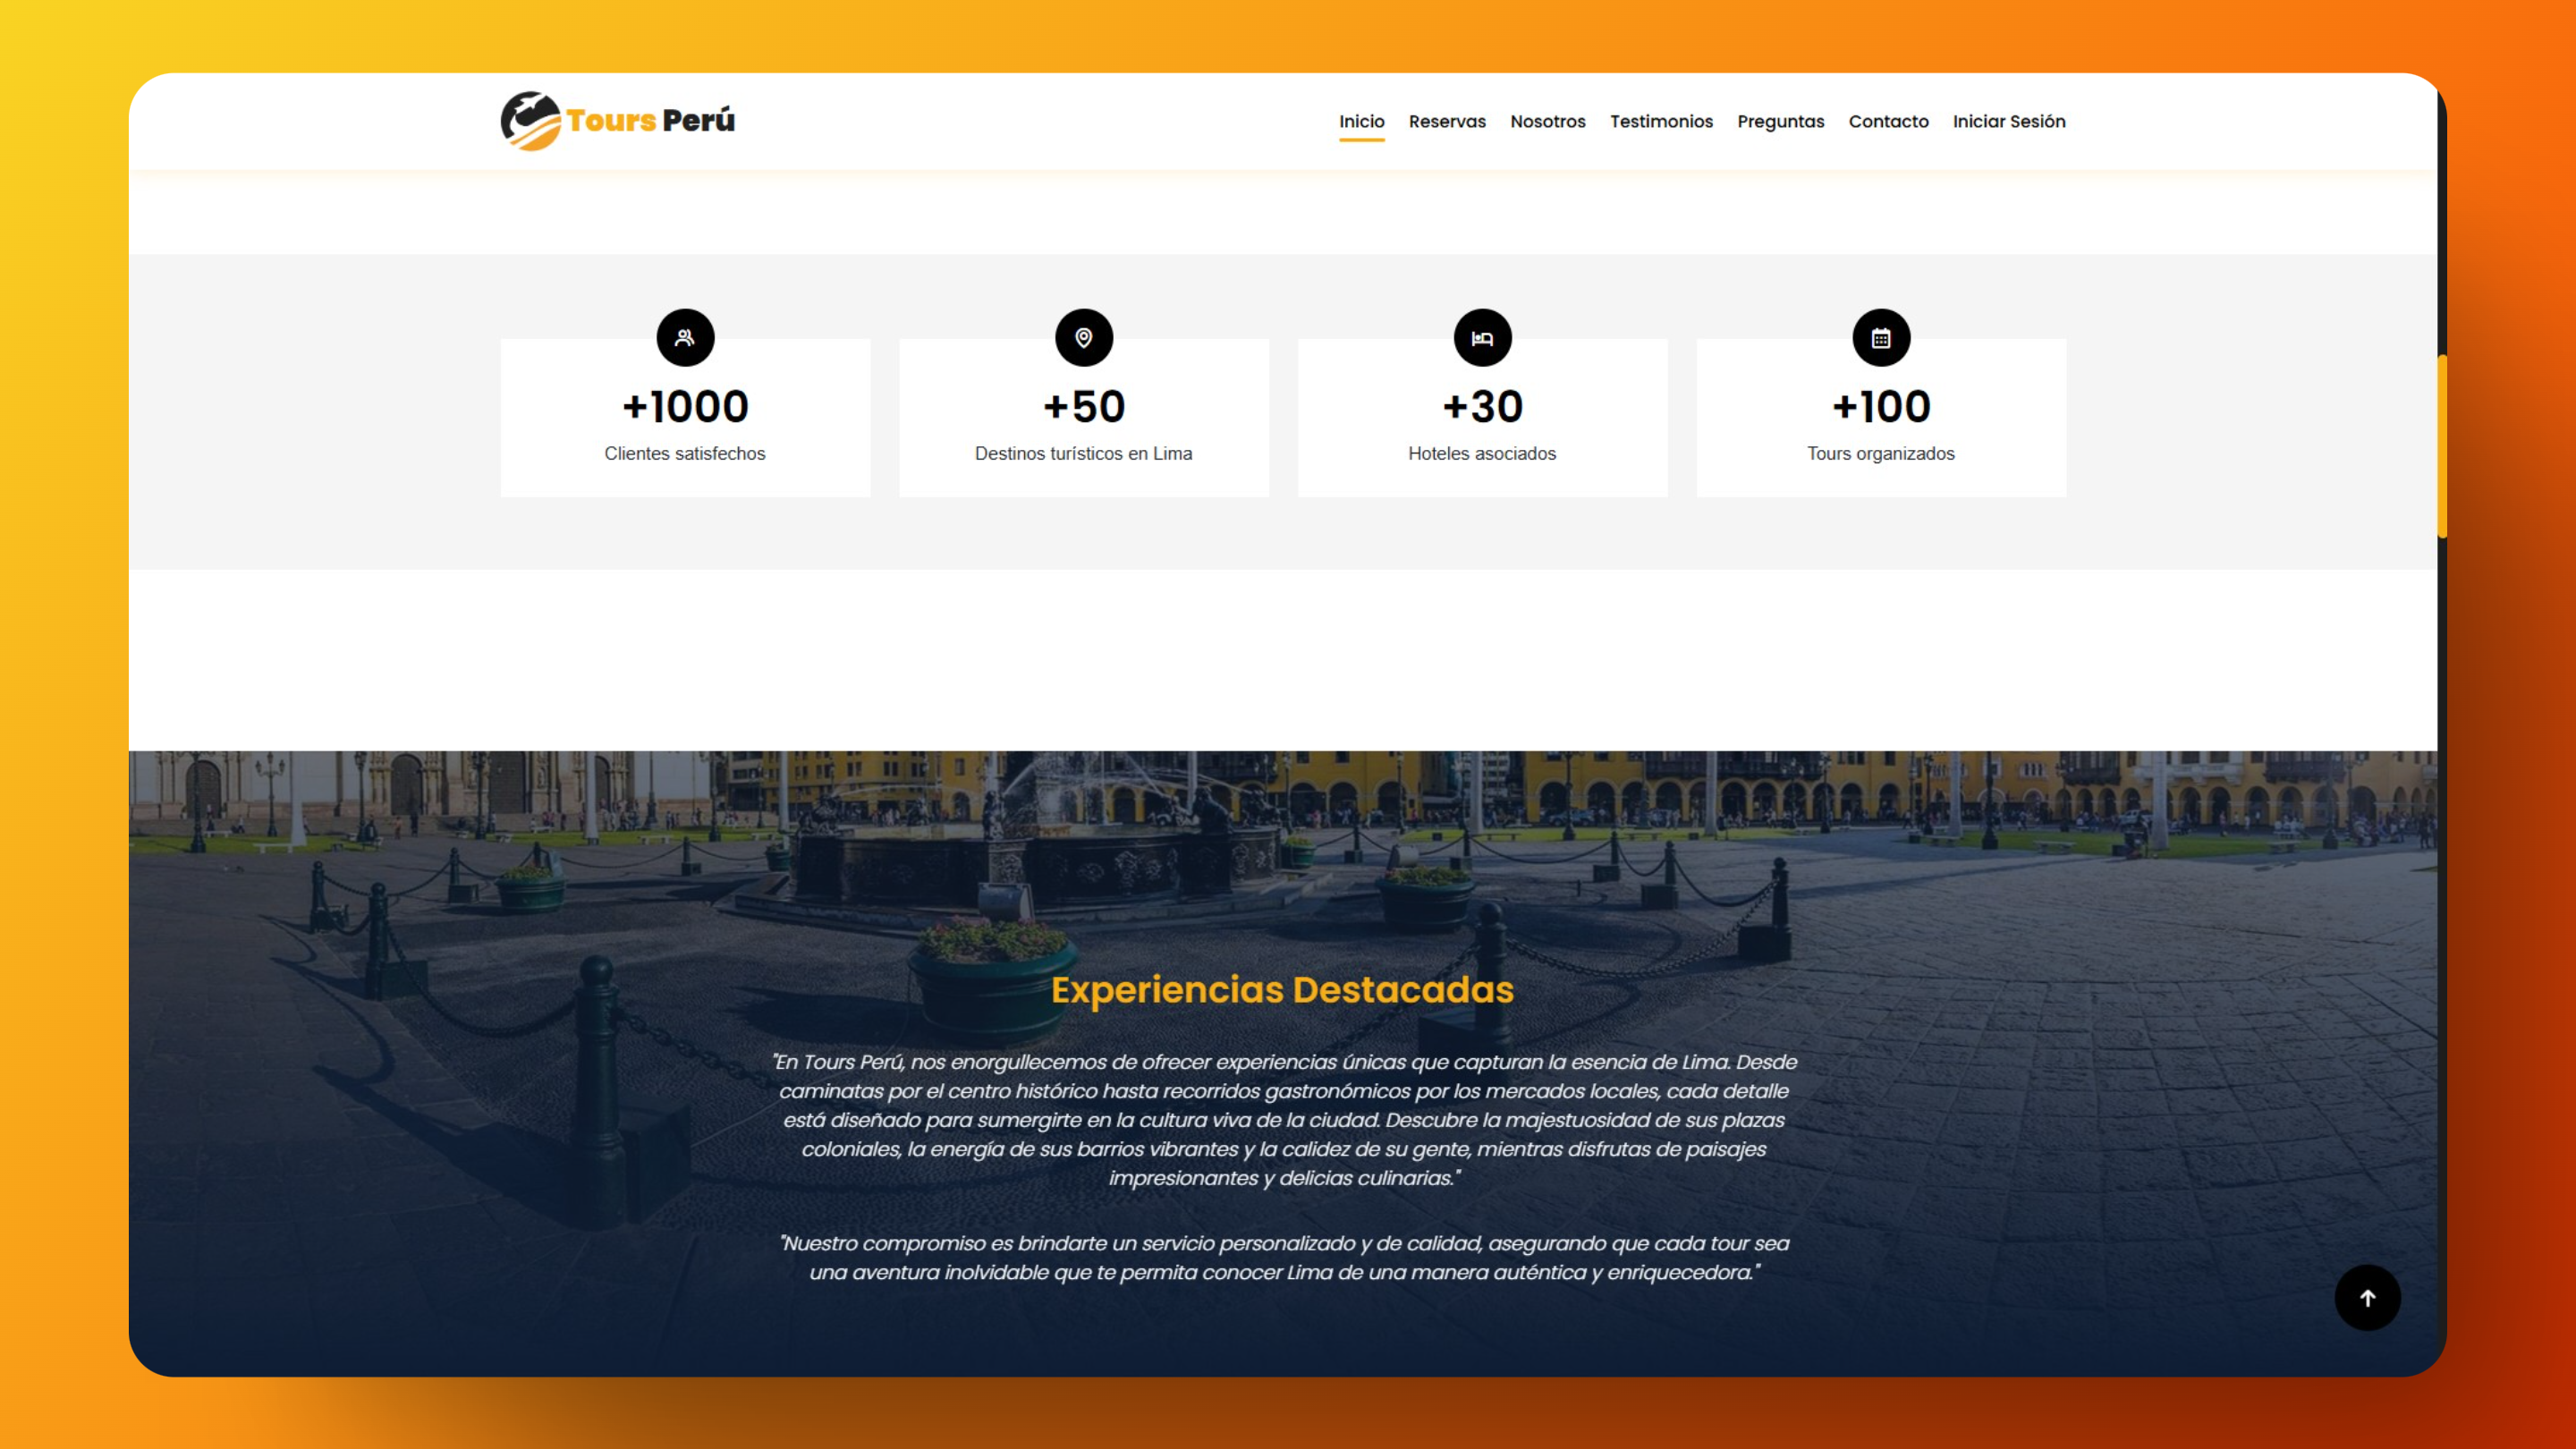 Tours Perú
Inicio Reservas Nosotros Testimonios Preguntas Contacto Iniciar Sesión
+1000 +50 +30 +100
Clientes satisfechos Destinos turísticos en Lima Hoteles asociados Tours organizados
Experiencias Destacadas
"En Tours Perú, nos enorgullecemos de ofrecer experiencias únicas que capturan la esencia de Lima. Desde
caminatas por el centro histórico hasta recorridos gastronómicos por los mercados locales, cada detalle
está diseñado para sumergirte en la cultura viva de la ciudad. Descubre la majestuosidad de sus plazas
coloniales, la energía de sus barrios vibrantes y la calidez de su gente, mientras disfrutas de paisajes
impresionantes y delicias culinarias."
"Nuestro compromiso es brindarte un servicio personalizado y de calidad, asegurando que cada tour sea
una aventura inolvidable que te permita conocer Lima de una manera auténtica y enriquecedora."